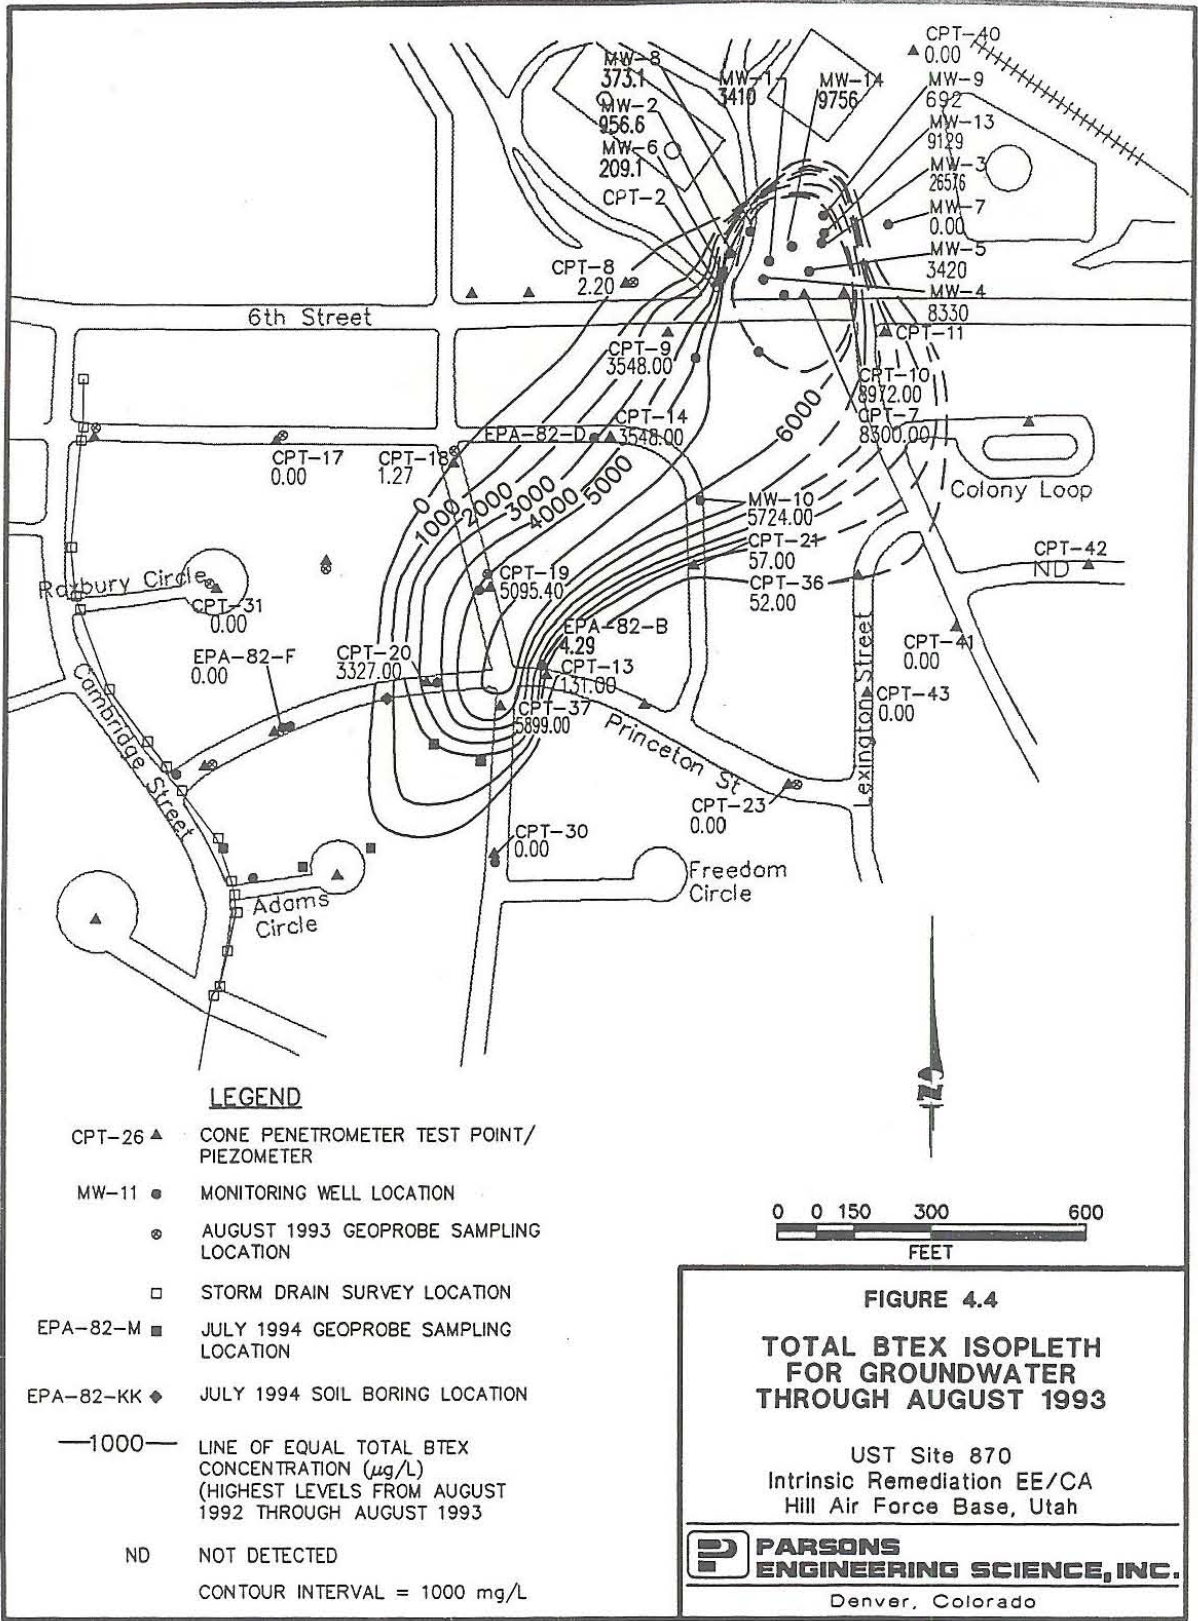 CPT-40
0.00
MW-8
373.1
MW-1
3410
MW-14
9756
MW-9
692
MW-2
956.6
MW-13
9129
MW-6
209.1
MW-3
26576
CPT-2
MW-7
0.00
MW-5
3420
CPT-8
2.20
MW-4
8330
6th Street
CPT-11
CPT-9
3548.00
CPT-10
8972.00
CPT-14
3548.00
CPT-7
8300.00
6000
EPA-82-D
CPT-17
0.00
CPT-18
1.27
Colony Loop
0
1000
2000
3000
4000
5000
MW-10
5724.00
CPT-21
57.00
CPT-42
ND
CPT-36
52.00
CPT-19
5095.40
Roxbury Circle
CPT-31
0.00
EPA-82-B
4.29
CPT-41
0.00
EPA-82-F
0.00
CPT-20
3327.00
CPT-13
131.00
CPT-43
0.00
CPT-37
5899.00
Cambridge Street
Princeton St
Lexington Street
CPT-23
0.00
CPT-30
0.00
Freedom
Circle
Adams
Circle
N
LEGEND
CPT-26 CONE PENETROMETER TEST POINT/
PIEZOMETER
MW-11 MONITORING WELL LOCATION
AUGUST 1993 GEOPROBE SAMPLING
LOCATION
STORM DRAIN SURVEY LOCATION
EPA-82-M JULY 1994 GEOPROBE SAMPLING
LOCATION
EPA-82-KK JULY 1994 SOIL BORING LOCATION
—1000— LINE OF EQUAL TOTAL BTEX
CONCENTRATION (µg/L)
(HIGHEST LEVELS FROM AUGUST
1992 THROUGH AUGUST 1993
ND NOT DETECTED
CONTOUR INTERVAL = 1000 mg/L
0 0 150 300 600
FEET
FIGURE 4.4
TOTAL BTEX ISOPLETH
FOR GROUNDWATER
THROUGH AUGUST 1993
UST Site 870
Intrinsic Remediation EE/CA
Hill Air Force Base, Utah
PARSONS
ENGINEERING SCIENCE, INC.
Denver, Colorado